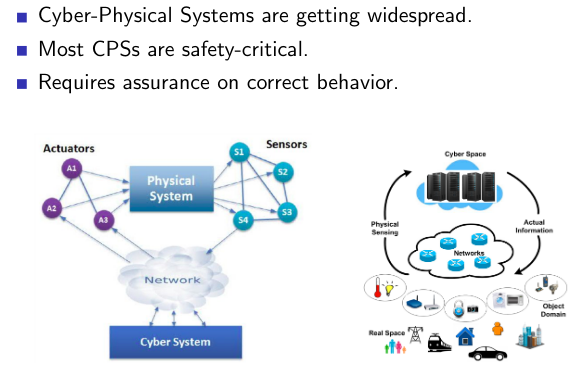 Cyber-Physical Systems are getting widespread.
Most CPSs are safety-critical.
Requires assurance on correct behavior.
Actuators
Sensors
A1
A2
A3
Physical
System
S1
S2
S3
S4
Network
Cyber System
Cyber Space
Physical
Sensing
Actual
Information
Networks
Object
Domain
Real Space